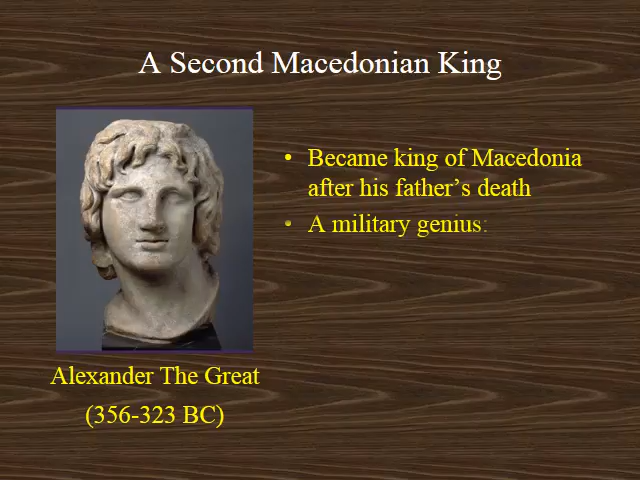 A Second Macedonian King
• Became king of Macedonia
after his father's death
• A military genius:
Alexander The Great
(356-323 BC)